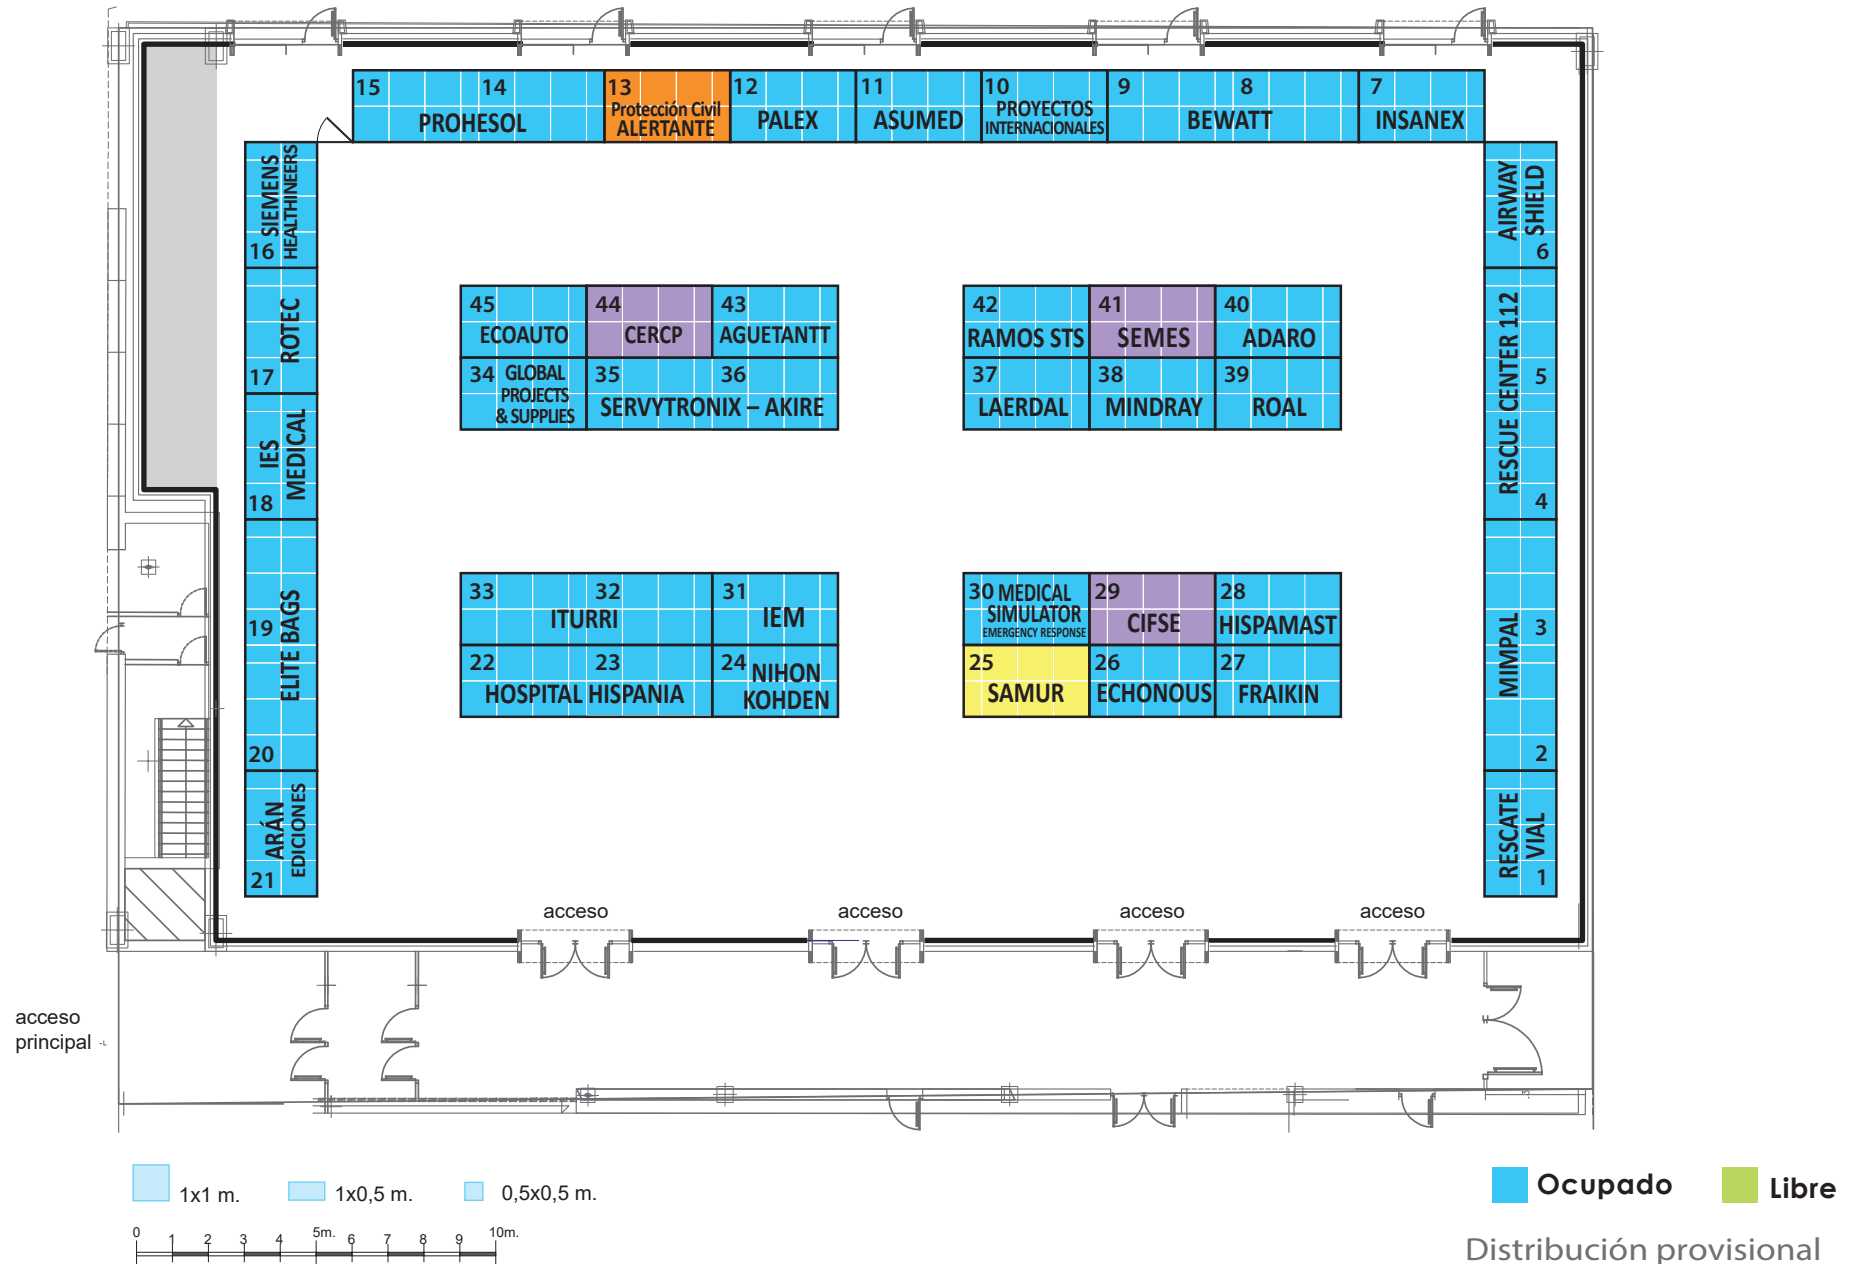 15
14
PROHESOL
13
Protección Civil
ALERTANTE
12
PALEX
11
ASUMED
10
PROYECTOS
INTERNACIONALES
9
8
BEWATT
7
INSANEX
SIEMENS
HEALTHINEERS
16
ROTEC
17
IES
MEDICAL
18
ELITE BAGS
19
20
ARÁN
EDICIONES
21
AIRWAY
SHIELD
6
RESCUE CENTER 112
5
4
MIMPAL
3
2
RESCATE
VIAL
1
45
ECOAUTO
44
CERCP
43
AGUETANTT
34
GLOBAL
PROJECTS
& SUPPLIES
35
36
SERVYTRONIX – AKIRE
42
RAMOS STS
41
SEMES
40
ADARO
37
LAERDAL
38
MINDRAY
39
ROAL
33
32
ITURRI
31
IEM
22
23
HOSPITAL HISPANIA
24
NIHON
KOHDEN
30
MEDICAL
SIMULATOR
EMERGENCY RESPONSE
29
CIFSE
28
HISPAMAST
25
SAMUR
26
ECHONOUS
27
FRAIKIN
acceso
acceso
acceso
acceso
acceso
principal
1x1 m.
1x0,5 m.
0,5x0,5 m.
0 1 2 3 4 5m. 6 7 8 9 10m.
Ocupado
Libre
Distribución provisional